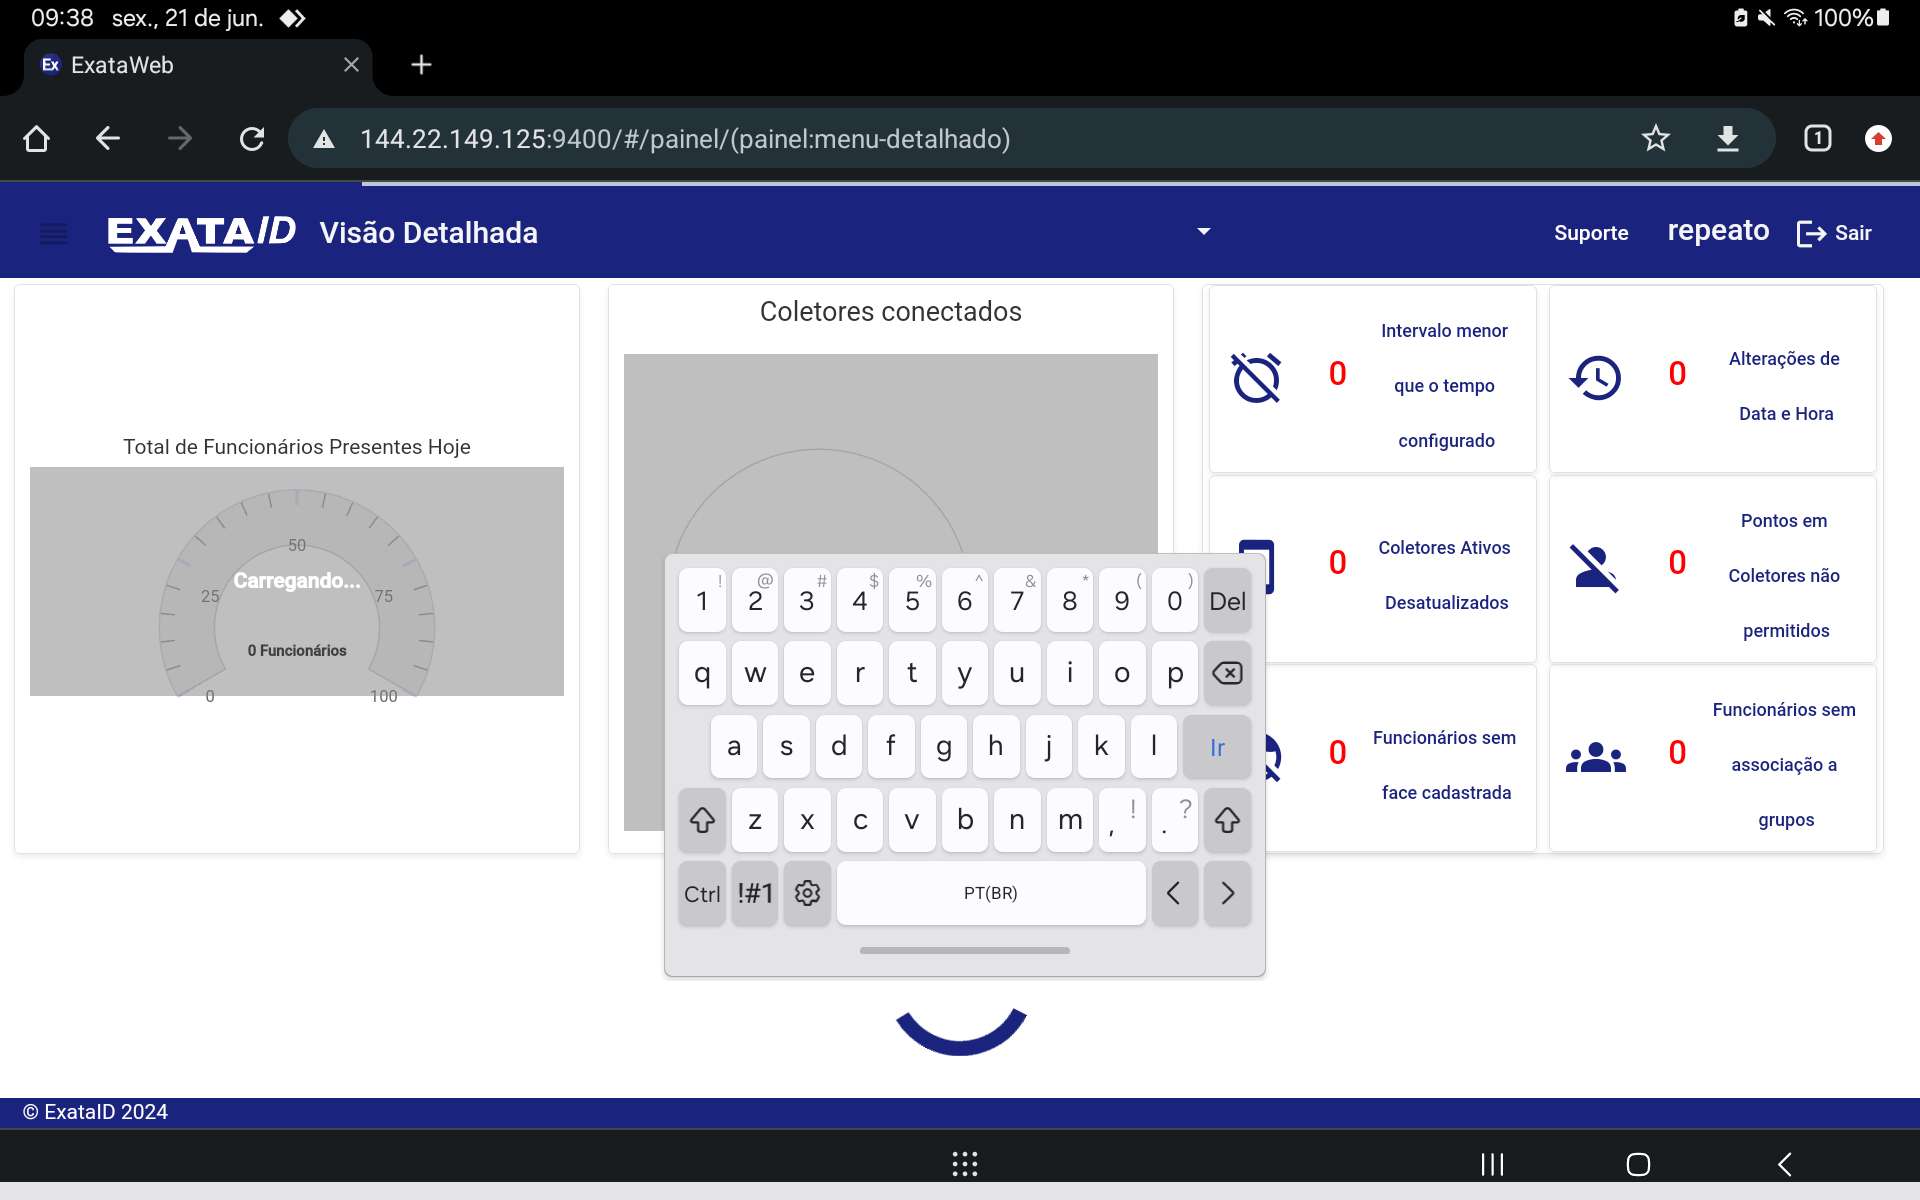 09:38 sex., 21 de jun.
100%
Ex ExataWeb
144.22.149.125:9400/#/painel/(painel:menu-detalhado)
1
EXATAID Visão Detalhada
Suporte repeato Sair
Total de Funcionários Presentes Hoje
50
Carregando...
25 75
0 Funcionários
0 100
Coletores conectados
0 Intervalo menor
que o tempo
configurado
0 Alterações de
Data e Hora
0 Coletores Ativos
Desatualizados
0 Pontos em
Coletores não
permitidos
0 Funcionários sem
face cadastrada
0 Funcionários sem
associação a
grupos
! @ # $ % ^ & * ( )
1 2 3 4 5 6 7 8 9 0 Del
q w e r t y u i o p
a s d f g h j k l Ir
z x c v b n m , ! . ?
Ctrl !#1 PT(BR) < >
© ExataID 2024